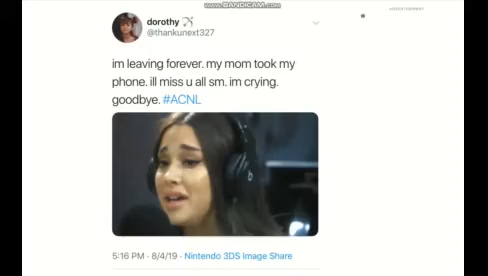 www.BANDICAM.com
ADVERTISEMENT
dorothy
@thankunext327
im leaving forever. my mom took my
phone. ill miss u all sm. im crying.
goodbye. #ACNL
5:16 PM · 8/4/19 · Nintendo 3DS Image Share